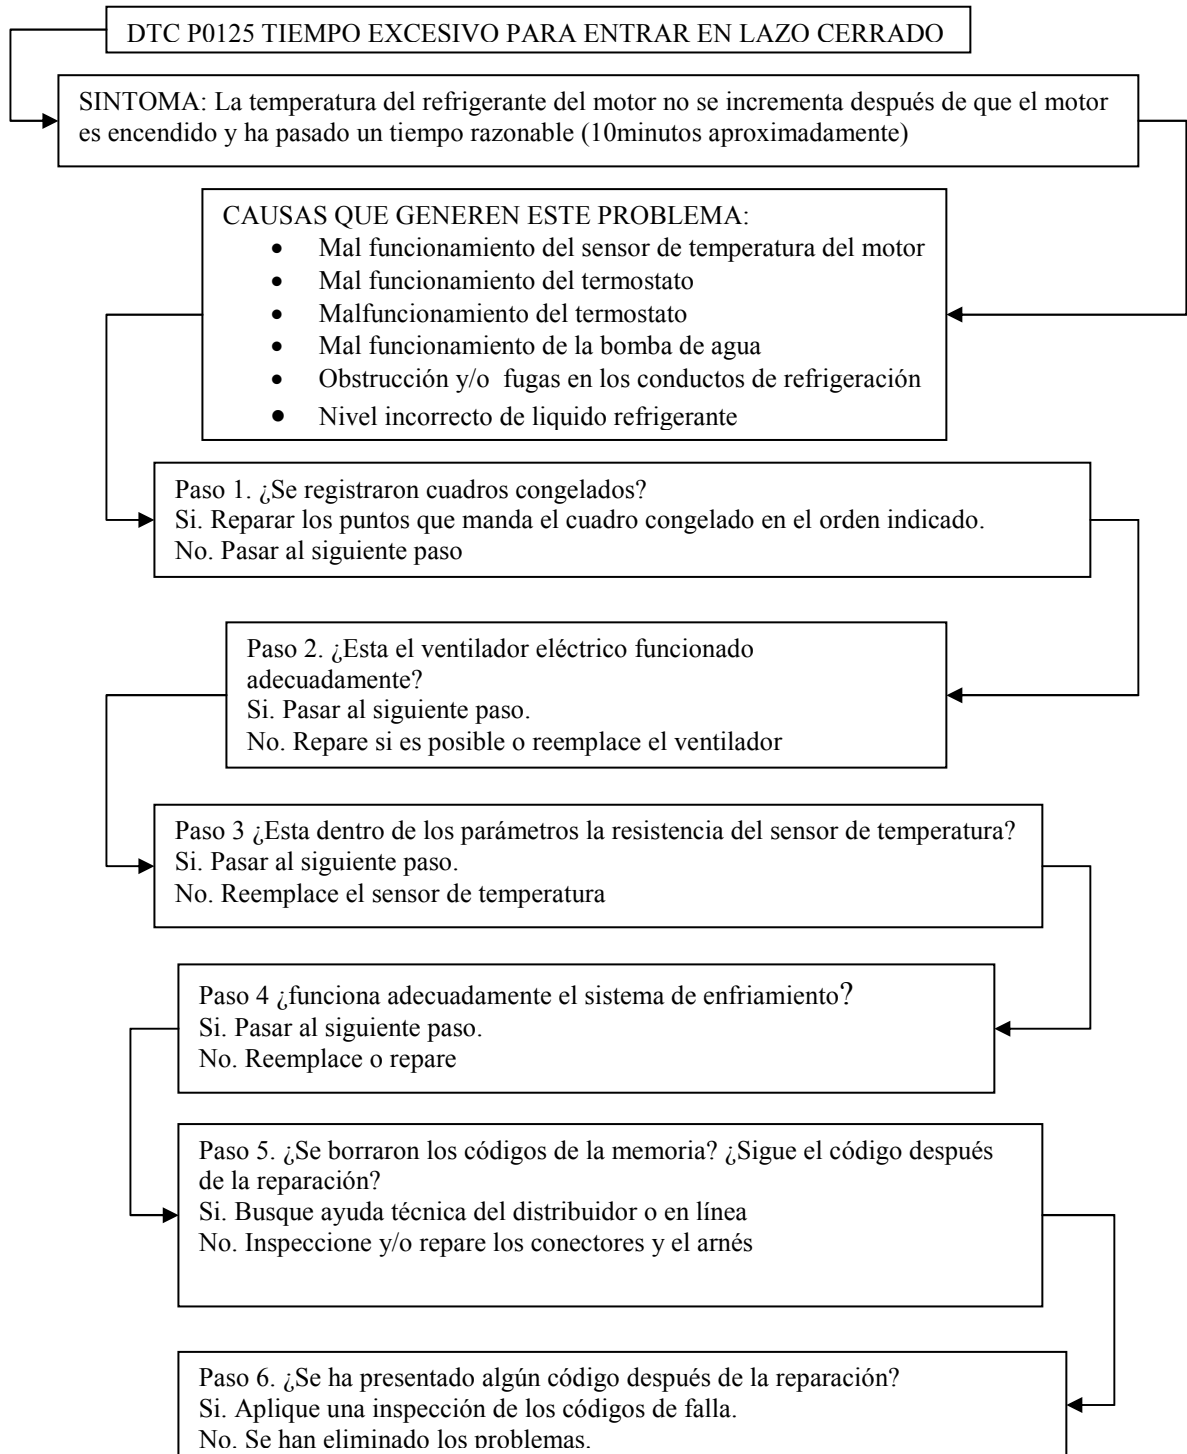 DTC P0125 TIEMPO EXCESIVO PARA ENTRAR EN LAZO CERRADO
SINTOMA: La temperatura del refrigerante del motor no se incrementa después de que el motor
es encendido y ha pasado un tiempo razonable (10minutos aproximadamente)
CAUSAS QUE GENEREN ESTE PROBLEMA:
• Mal funcionamiento del sensor de temperatura del motor
• Mal funcionamiento del termostato
• Malfuncionamiento del termostato
• Mal funcionamiento de la bomba de agua
• Obstrucción y/o fugas en los conductos de refrigeración
• Nivel incorrecto de liquido refrigerante
Paso 1. ¿Se registraron cuadros congelados?
Si. Reparar los puntos que manda el cuadro congelado en el orden indicado.
No. Pasar al siguiente paso
Paso 2. ¿Esta el ventilador eléctrico funcionado
adecuadamente?
Si. Pasar al siguiente paso.
No. Repare si es posible o reemplace el ventilador
Paso 3 ¿Esta dentro de los parámetros la resistencia del sensor de temperatura?
Si. Pasar al siguiente paso.
No. Reemplace el sensor de temperatura
Paso 4 ¿funciona adecuadamente el sistema de enfriamiento?
Si. Pasar al siguiente paso.
No. Reemplace o repare
Paso 5. ¿Se borraron los códigos de la memoria? ¿Sigue el código después
de la reparación?
Si. Busque ayuda técnica del distribuidor o en línea
No. Inspeccione y/o repare los conectores y el arnés
Paso 6. ¿Se ha presentado algún código después de la reparación?
Si. Aplique una inspección de los códigos de falla.
No. Se han eliminado los problemas.